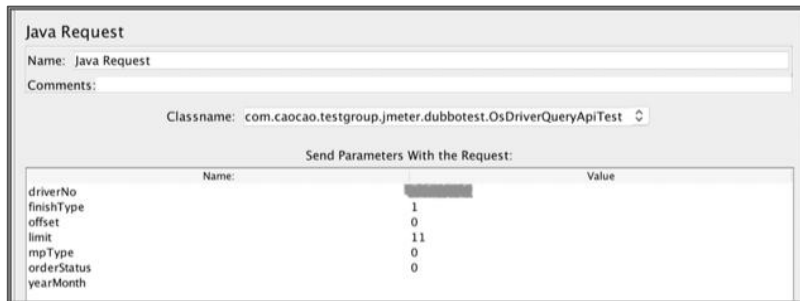 Java Request
Name: Java Request
Comments:
Classname: com.caocao.testgroup.jmeter.dubbotest.OsDriverQueryApiTest
Send Parameters With the Request:
Name: Value
driverNo
finishType 1
offset 0
limit 11
mpType 0
orderStatus 0
yearMonth